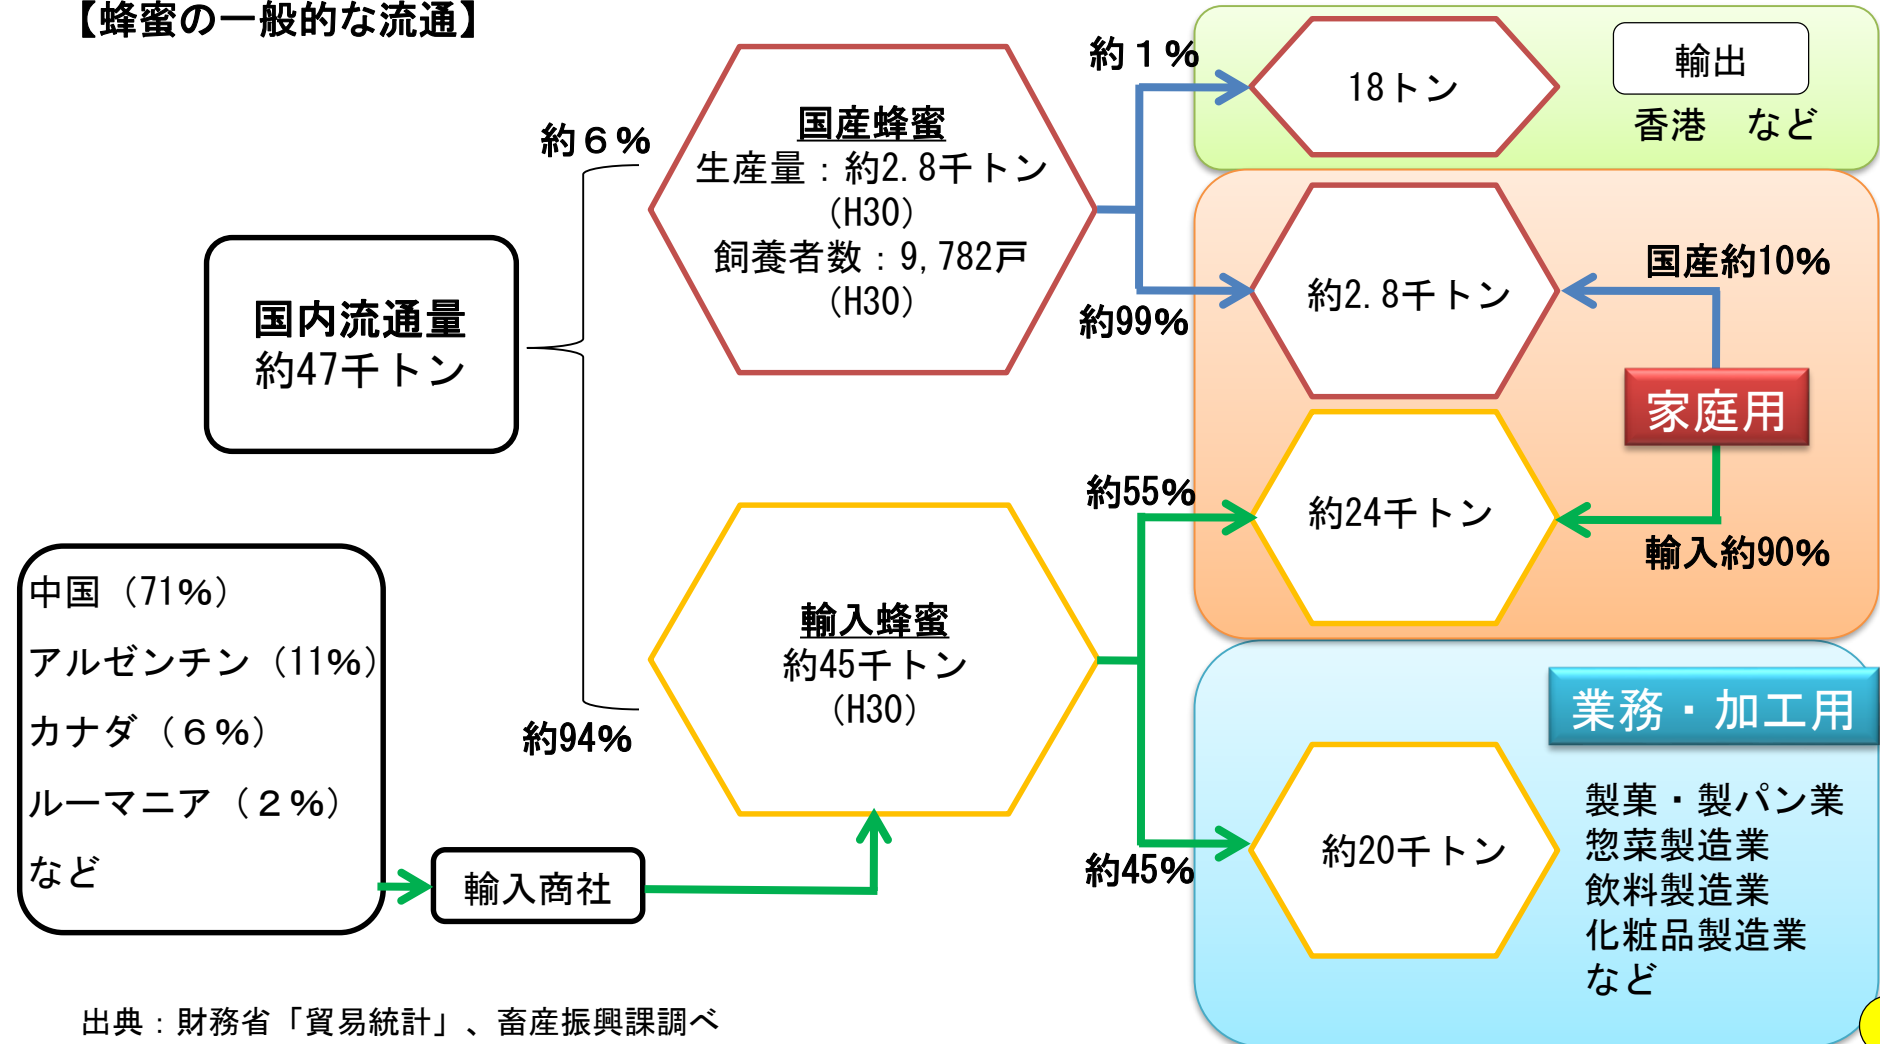 【蜂蜜の一般的な流通】
国内流通量
約47千トン
約６％
国産蜂蜜
生産量：約2.8千トン
（H30）
飼養者数：9,782戸
（H30）
約１％
18トン
輸出
香港　など
約99％
約2.8千トン
国産約10％
家庭用
約55％
約24千トン
輸入約90％
約94％
輸入蜂蜜
約45千トン
（H30）
中国（71％）
アルゼンチン（11％）
カナダ（６％）
ルーマニア（２％）
など
輸入商社
約45％
約20千トン
業務・加工用
製菓・製パン業
惣菜製造業
飲料製造業
化粧品製造業
など
出典：財務省「貿易統計」、畜産振興課調べ